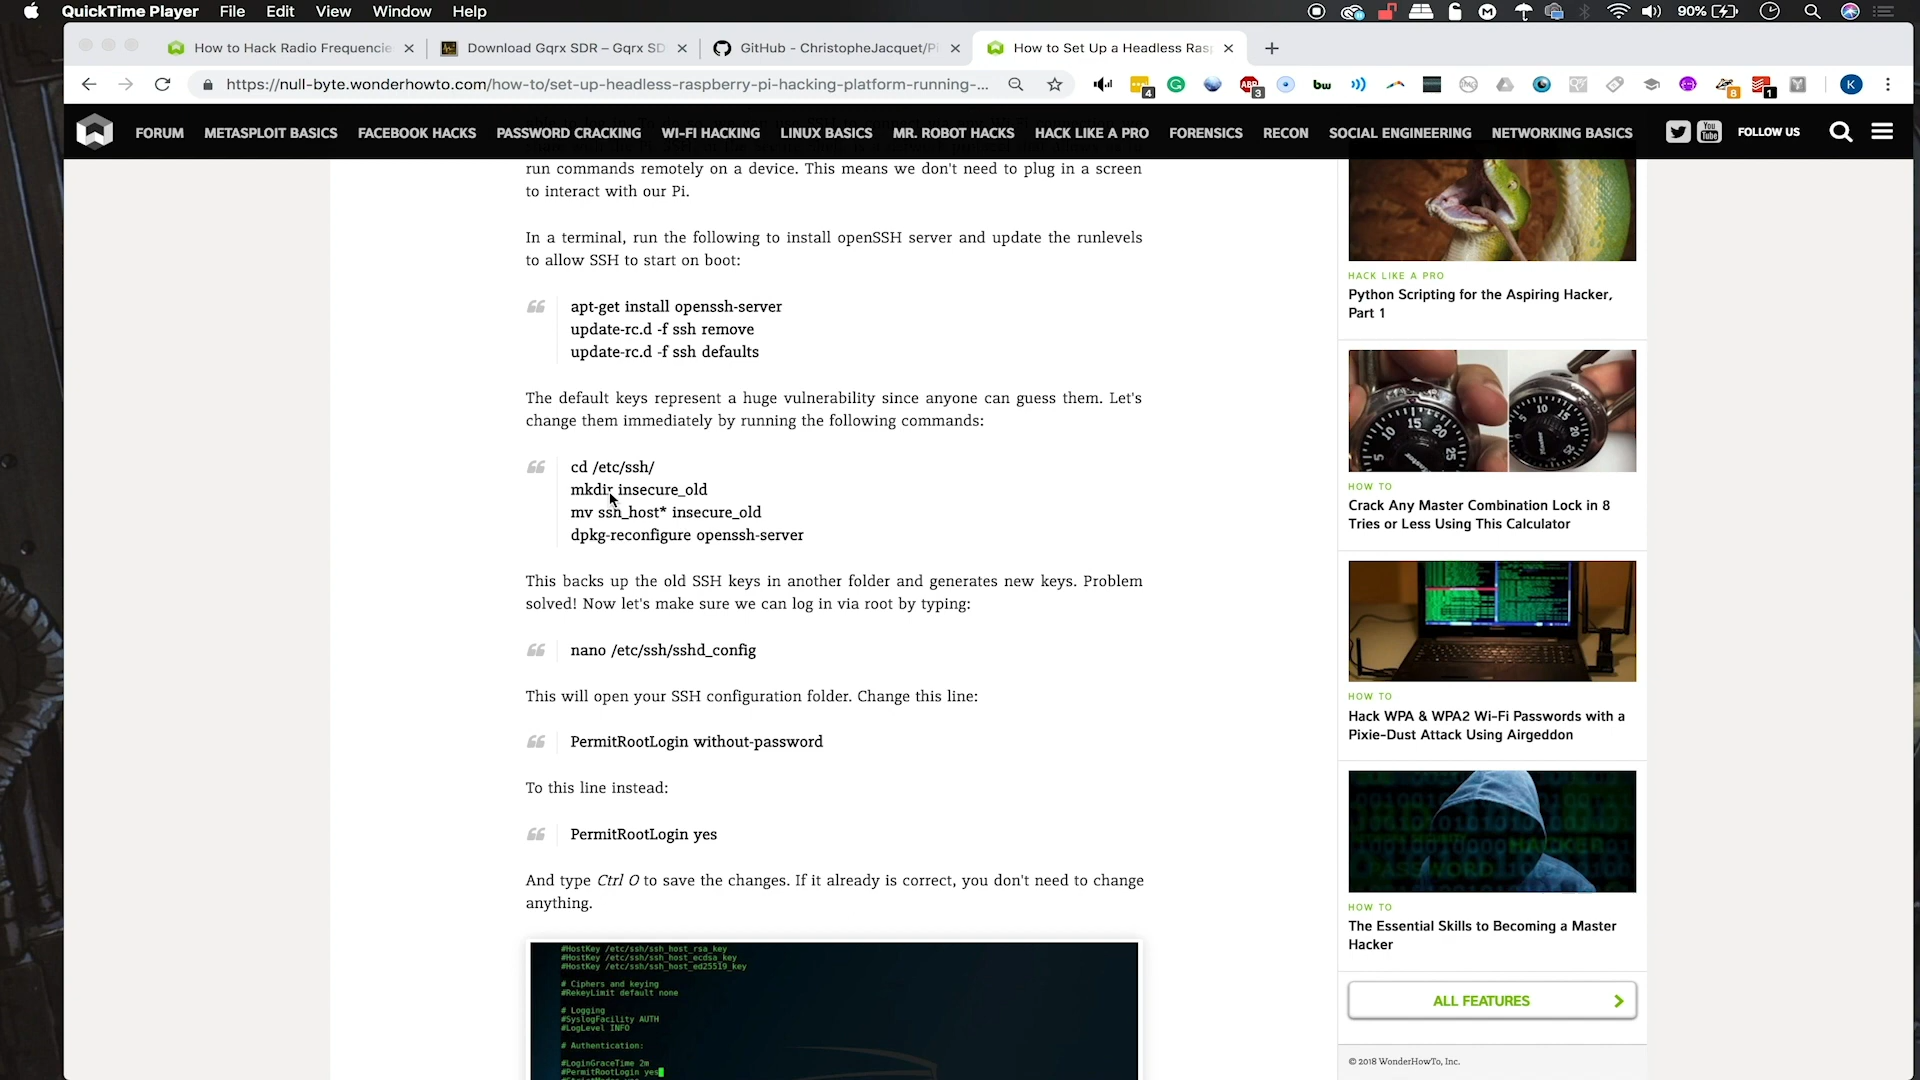 QuickTime Player File Edit View Window Help
90%
How to Hack Radio Frequencie
Download Gqrx SDR – Gqrx SD
GitHub - ChristopheJacquet/Pi
How to Set Up a Headless Ras
https://null-byte.wonderhowto.com/how-to/set-up-headless-raspberry-pi-hacking-platform-running-...
FORUM METASPLOIT BASICS FACEBOOK HACKS PASSWORD CRACKING WI-FI HACKING LINUX BASICS MR. ROBOT HACKS HACK LIKE A PRO FORENSICS RECON SOCIAL ENGINEERING NETWORKING BASICS FOLLOW US
run commands remotely on a device. This means we don't need to plug in a screen
to interact with our Pi.
In a terminal, run the following to install openSSH server and update the runlevels
to allow SSH to start on boot:
apt-get install openssh-server
update-rc.d -f ssh remove
update-rc.d -f ssh defaults
The default keys represent a huge vulnerability since anyone can guess them. Let's
change them immediately by running the following commands:
cd /etc/ssh/
mkdir insecure_old
mv ssh_host* insecure_old
dpkg-reconfigure openssh-server
This backs up the old SSH keys in another folder and generates new keys. Problem
solved! Now let's make sure we can log in via root by typing:
nano /etc/ssh/sshd_config
This will open your SSH configuration folder. Change this line:
PermitRootLogin without-password
To this line instead:
PermitRootLogin yes
And type Ctrl O to save the changes. If it already is correct, you don't need to change
anything.
#HostKey /etc/ssh/ssh_host_rsa_key
#HostKey /etc/ssh/ssh_host_ecdsa_key
#HostKey /etc/ssh/ssh_host_ed25519_key
# Ciphers and keying
#RekeyLimit default none
# Logging
#SyslogFacility AUTH
#LogLevel INFO
# Authentication:
#LoginGraceTime 2m
#PermitRootLogin yes
HACK LIKE A PRO
Python Scripting for the Aspiring Hacker,
Part 1
HOW TO
Crack Any Master Combination Lock in 8
Tries or Less Using This Calculator
HOW TO
Hack WPA & WPA2 Wi-Fi Passwords with a
Pixie-Dust Attack Using Airgeddon
HOW TO
The Essential Skills to Becoming a Master
Hacker
ALL FEATURES
© 2018 WonderHowTo, Inc.